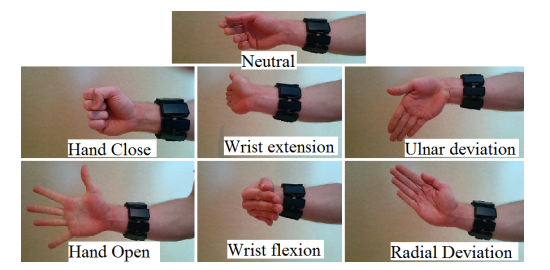 Neutral
Hand Close
Wrist extension
Ulnar deviation
Hand Open
Wrist flexion
Radial Deviation